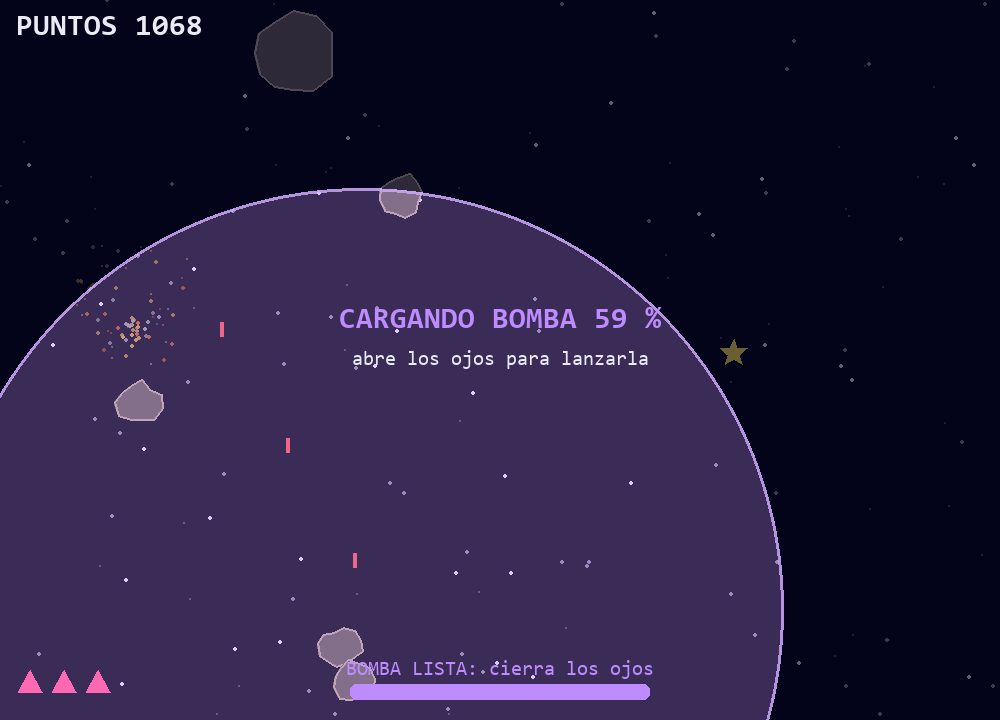 PUNTOS 1068
CARGANDO BOMBA 59 %
abre los ojos para lanzarla
BOMBA LISTA: cierra los ojos